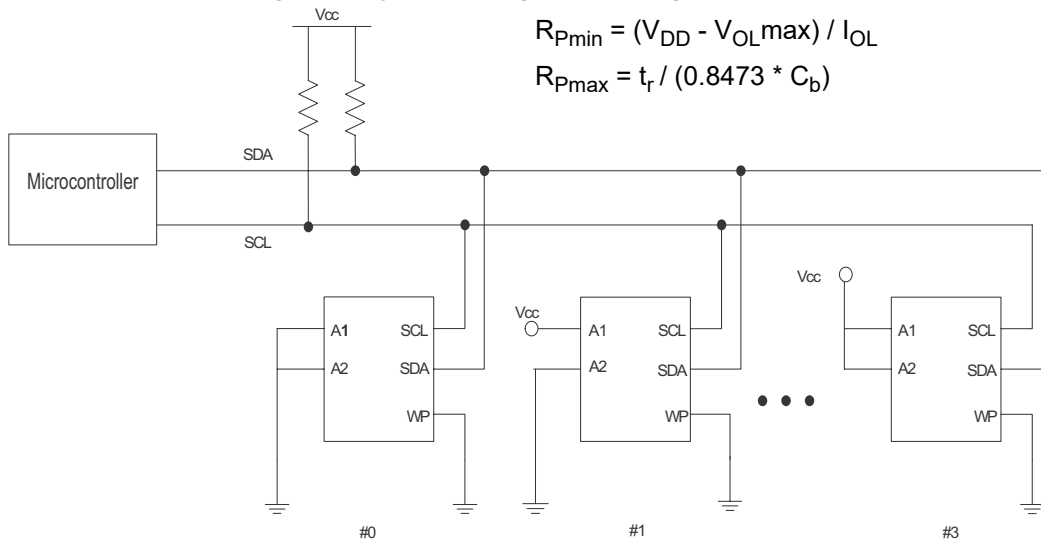 Vcc
R_Pmin = (V_DD - V_OLmax) / I_OL
R_Pmax = t_r / (0.8473 * C_b)
Microcontroller
SDA
SCL
A1
A2
SCL
SDA
WP
#0
Vcc
A1
A2
SCL
SDA
WP
#1
Vcc
A1
A2
SCL
SDA
WP
#3